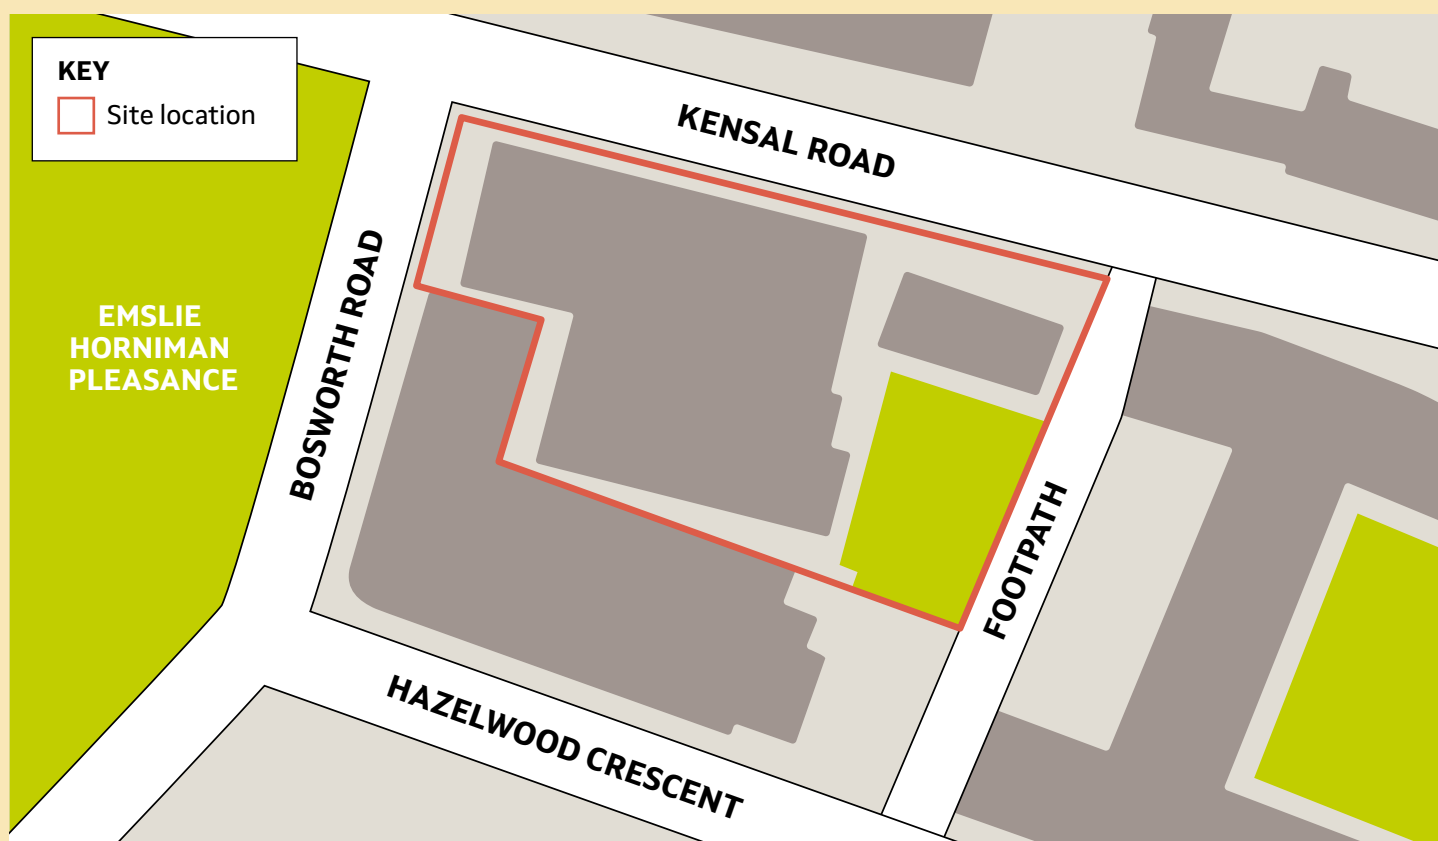 KEY
Site location
KENSAL ROAD
BOSWORTH ROAD
EMSLIE
HORNIMAN
PLEASANCE
FOOTPATH
HAZELWOOD CRESCENT